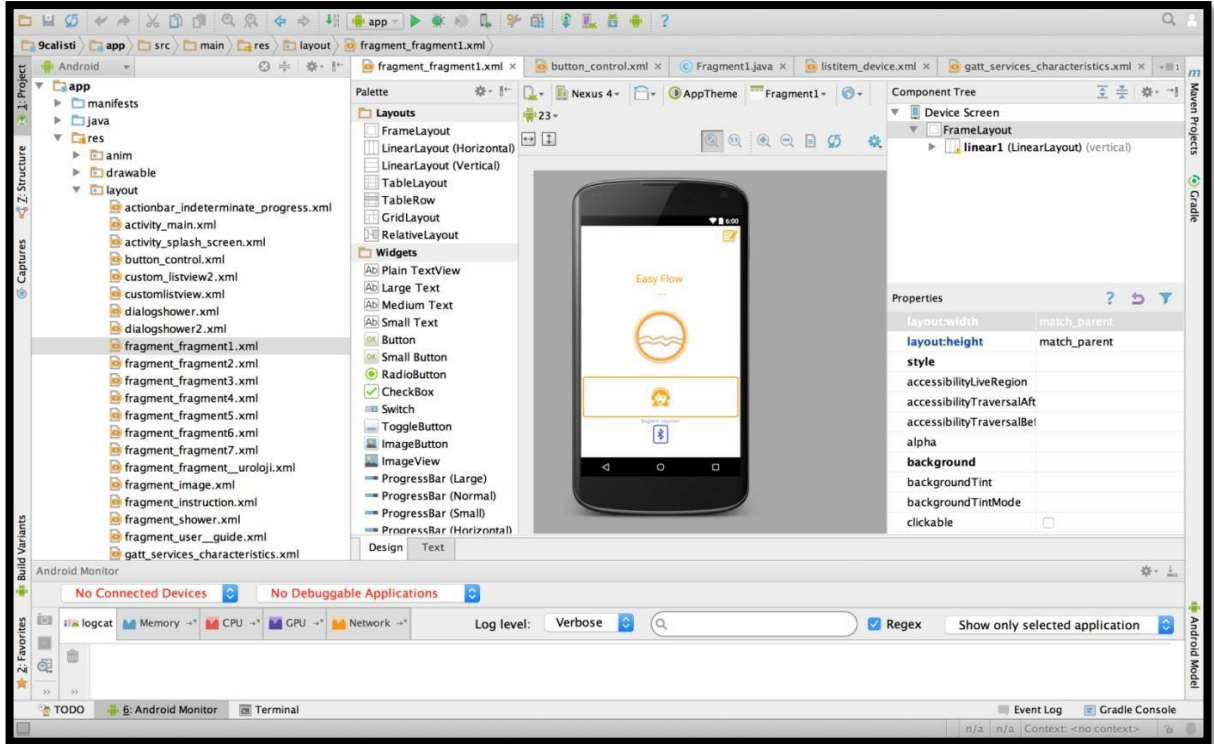 app
9calisti
app
src
main
res
layout
fragment_fragment1.xml
1: Project
Z: Structure
Captures
Build Variants
2: Favorites
Android
app
manifests
java
res
anim
drawable
layout
actionbar_indeterminate_progress.xml
activity_main.xml
activity_splash_screen.xml
button_control.xml
custom_listview2.xml
customlistview.xml
dialogshower.xml
dialogshower2.xml
fragment_fragment1.xml
fragment_fragment2.xml
fragment_fragment3.xml
fragment_fragment4.xml
fragment_fragment5.xml
fragment_fragment6.xml
fragment_fragment7.xml
fragment_fragment__uroloji.xml
fragment_image.xml
fragment_instruction.xml
fragment_shower.xml
fragment_user__guide.xml
gatt_services_characteristics.xml
fragment_fragment1.xml
button_control.xml
Fragment1.java
listitem_device.xml
gatt_services_characteristics.xml
Palette
Layouts
FrameLayout
LinearLayout (Horizontal)
LinearLayout (Vertical)
TableLayout
TableRow
GridLayout
RelativeLayout
Widgets
Plain TextView
Large Text
Medium Text
Small Text
Button
Small Button
RadioButton
CheckBox
Switch
ToggleButton
ImageButton
ImageView
ProgressBar (Large)
ProgressBar (Normal)
ProgressBar (Small)
ProgressBar (Horizontal)
Design
Text
Nexus 4
AppTheme
Fragment1
23
6:00
Easy Flow
...
Component Tree
Device Screen
FrameLayout
linear1 (LinearLayout) (vertical)
Properties
layout:width match_parent
layout:height match_parent
style
accessibilityLiveRegion
accessibilityTraversalAft
accessibilityTraversalBef
alpha
background
backgroundTint
backgroundTintMode
clickable
Maven Projects
Gradle
Android Model
Android Monitor
No Connected Devices
No Debuggable Applications
logcat
Memory
CPU
GPU
Network
Log level:
Verbose
Regex
Show only selected application
TODO
6: Android Monitor
Terminal
Event Log
Gradle Console
n/a
n/a
Context: <no context>